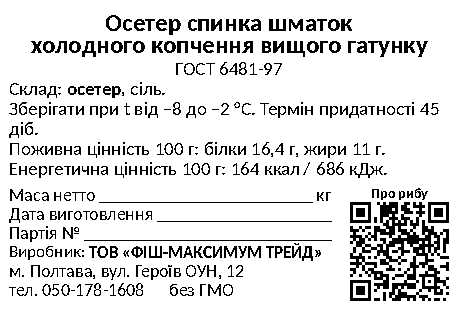 Осетер спинка шматок
холодного копчення вищого гатунку
ГОСТ 6481-97
Склад: осетер, сіль.
Зберігати при t від –8 до –2 °C. Термін придатності 45
діб.
Поживна цінність 100 г: білки 16,4 г, жири 11 г.
Енергетична цінність 100 г: 164 ккал / 686 кДж.
Маса нетто ________________________ кг
Дата виготовлення ____________________
Партія № ____________________________
Про рибу
Виробник: ТОВ «ФІШ-МАКСИМУМ ТРЕЙД»
м. Полтава, вул. Героїв ОУН, 12
тел. 050-178-1608 без ГМО